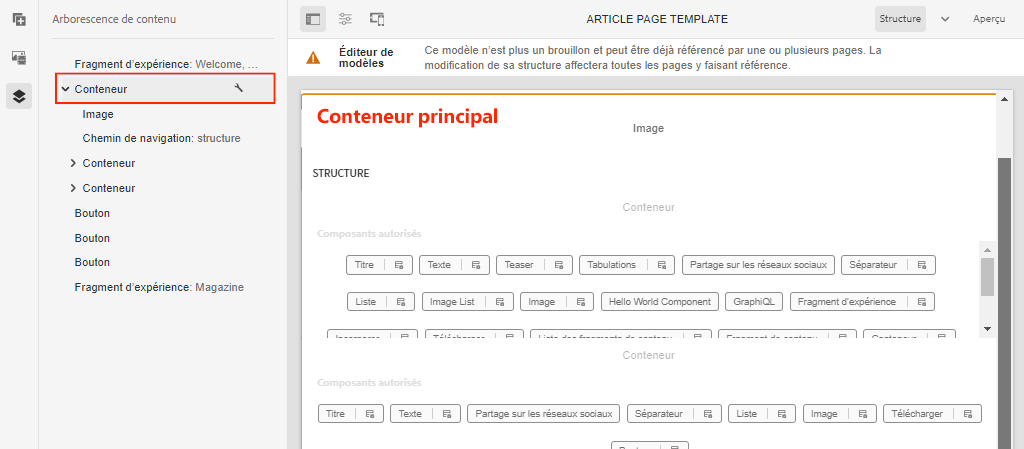 Arborescence de contenu
ARTICLE PAGE TEMPLATE
Structure
Aperçu
Fragment d'expérience: Welcome, ...
Conteneur
Image
Chemin de navigation: structure
Conteneur
Conteneur
Bouton
Bouton
Bouton
Fragment d'expérience: Magazine
Éditeur de modèles
Ce modèle n'est plus un brouillon et peut être déjà référencé par une ou plusieurs pages. La
modification de sa structure affectera toutes les pages y faisant référence.
Conteneur principal
Image
STRUCTURE
Conteneur
Composants autorisés
Titre Texte Teaser Tabulations Partage sur les réseaux sociaux Séparateur
Liste Image List Image Hello World Component GraphiQL Fragment d'expérience
Télécharger Liste des fragments de contenu Fragment de contenu Conteneur
Conteneur
Composants autorisés
Titre Texte Partage sur les réseaux sociaux Séparateur Liste Image Télécharger